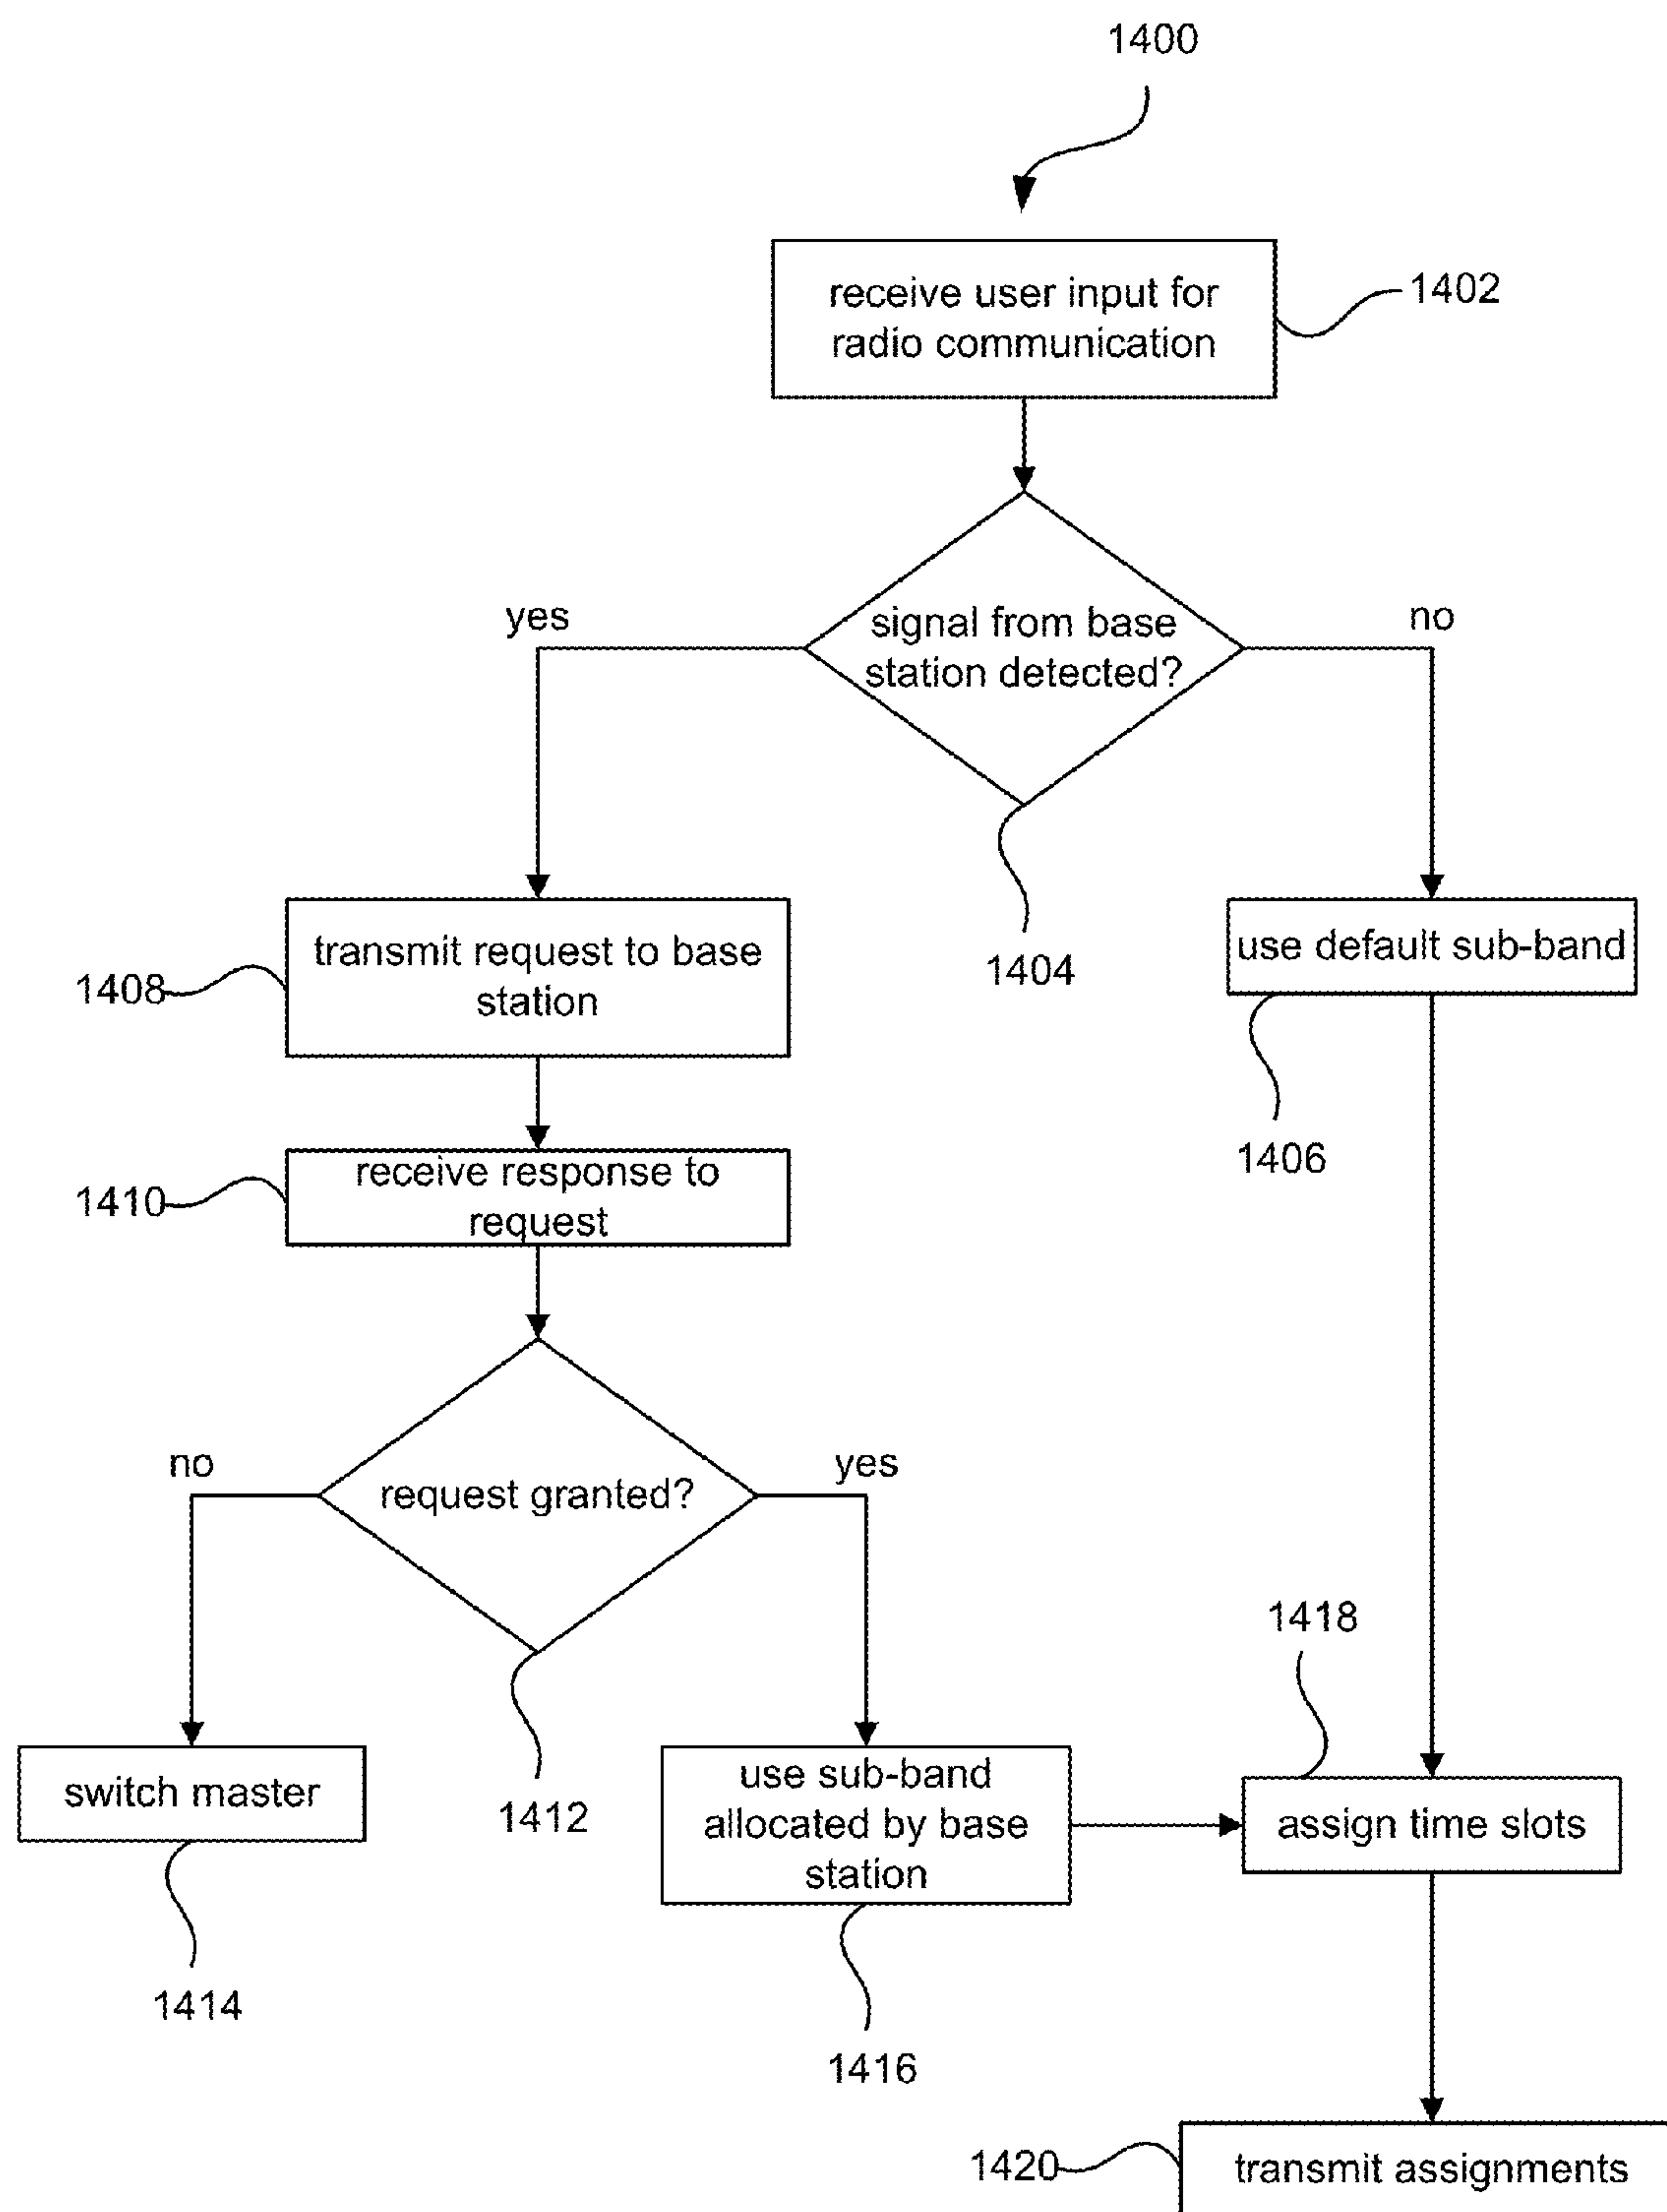 1400
receive user input for
radio communication
1402
yes
signal from base
station detected?
no
1404
transmit request to base
station
1408
use default sub-band
1406
receive response to
request
1410
no
request granted?
yes
1412
1418
switch master
1414
use sub-band
allocated by base
station
1416
assign time slots
1420
transmit assignments